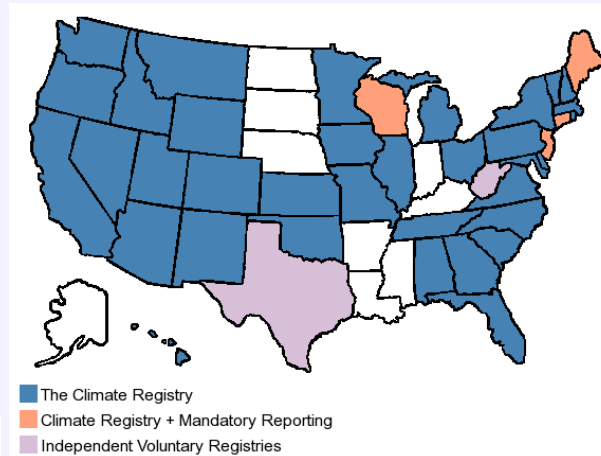 The Climate Registry
Climate Registry + Mandatory Reporting
Independent Voluntary Registries